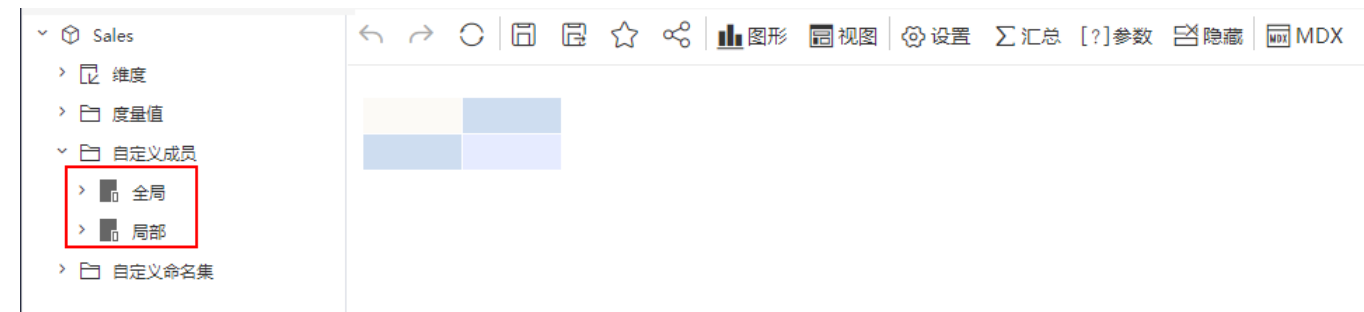 Sales
图形 视图 设置 ∑汇总 [?]参数 隐藏 MDX MDX
维度
度量值
自定义成员
全局
局部
自定义命名集